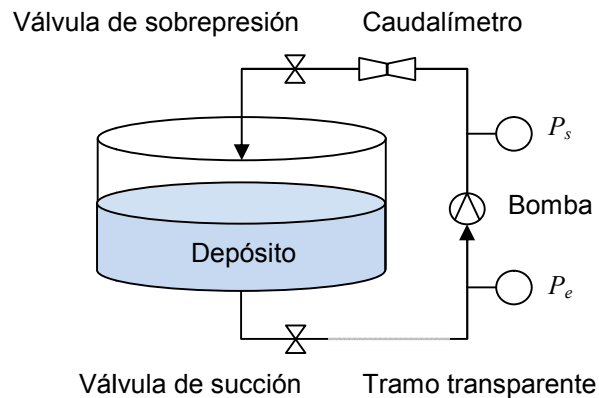 Válvula de sobrepresión
Caudalímetro
Pₛ
Bomba
Depósito
Pₑ
Válvula de succión
Tramo transparente